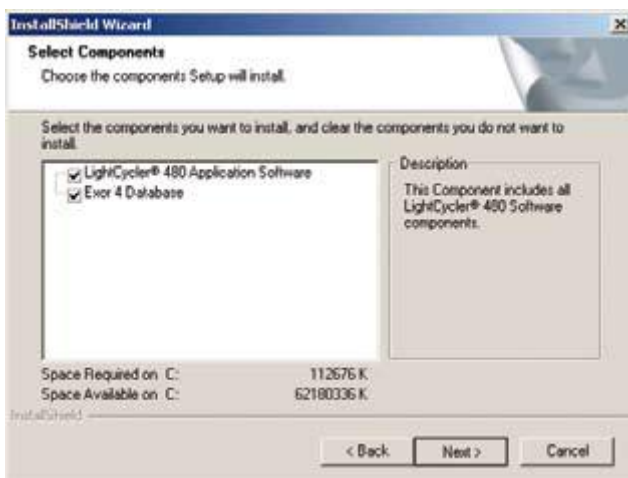 InstallShield Wizard
Select Components
Choose the components Setup will install.
Select the components you want to install, and clear the components you do not want to
install.
LightCycler® 480 Application Software
Exor 4 Database
Description
This Component includes all
LightCycler® 480 Software
components.
Space Required on C: 112676 K
Space Available on C: 62180336 K
InstallShield
< Back
Next >
Cancel